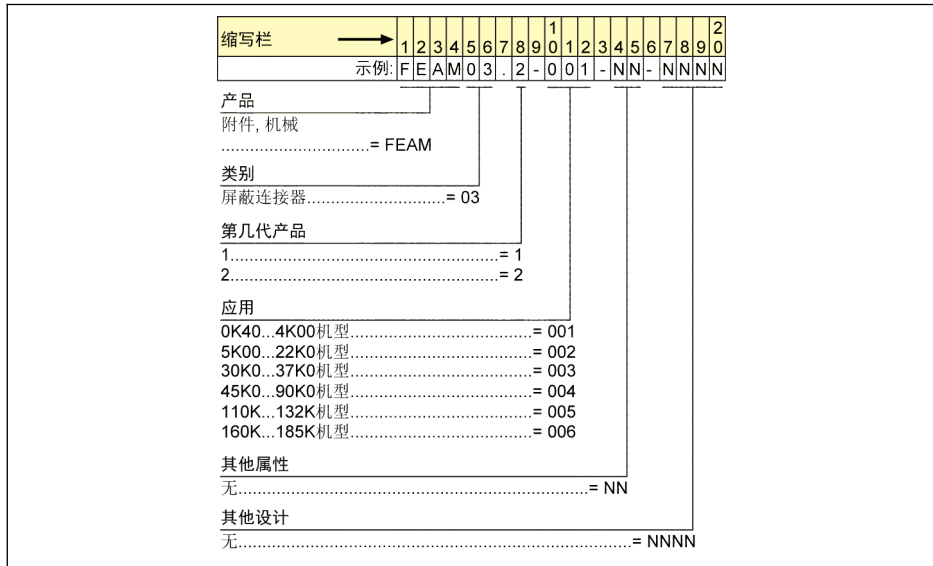 缩写栏 1 2 3 4 5 6 7 8 9 10 1 2 3 4 5 6 7 8 9 20
示例: F E A M 0 3 . 2 - 0 0 1 - N N - N N N N
产品
附件, 机械
................................= FEAM
类别
屏蔽连接器..............................= 03
第几代产品
1..........................................................= 1
2..........................................................= 2
应用
0K40...4K00机型.......................................= 001
5K00...22K0机型.......................................= 002
30K0...37K0机型.......................................= 003
45K0...90K0机型.......................................= 004
110K...132K机型.......................................= 005
160K...185K机型.......................................= 006
其他属性
无...........................................................................= NN
其他设计
无.....................................................................................= NNNN